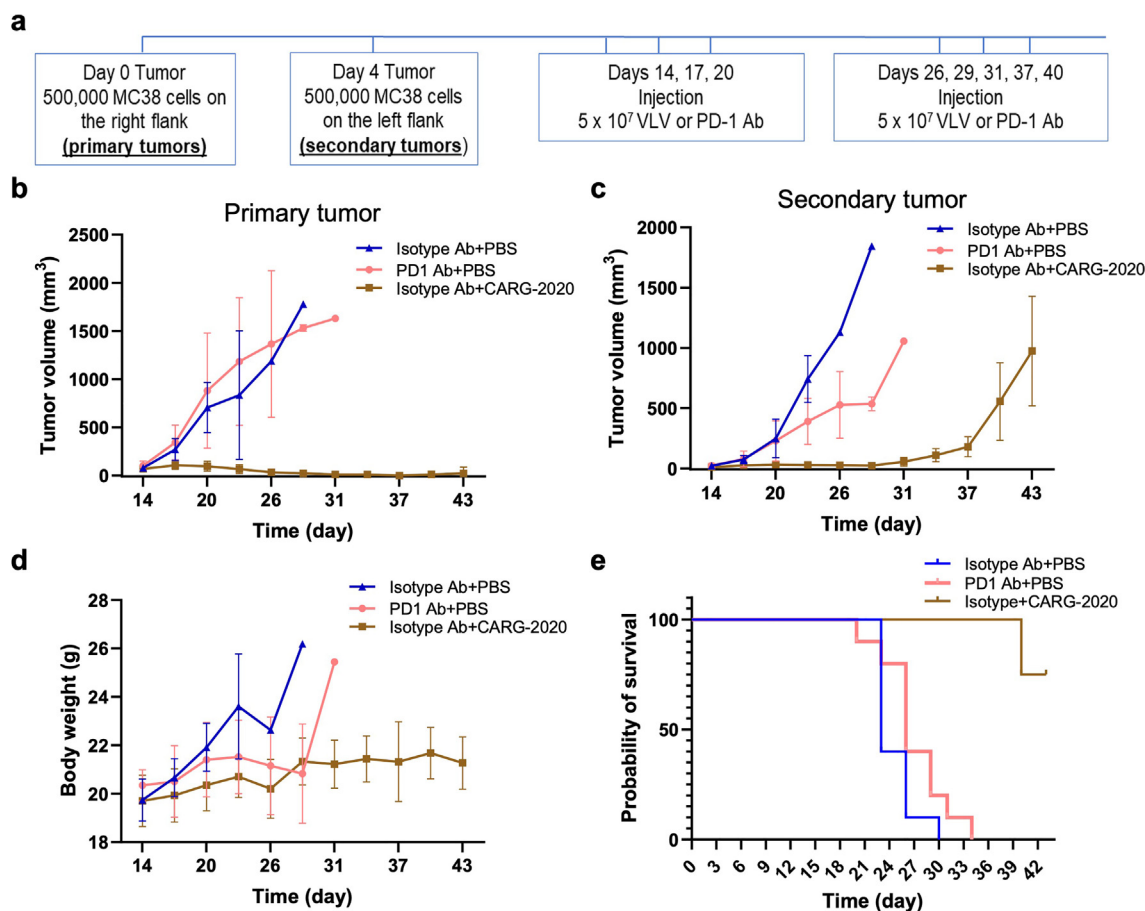 a
Day 0 Tumor
500,000 MC38 cells on
the right flank
(primary tumors)
Day 4 Tumor
500,000 MC38 cells
on the left flank
(secondary tumors)
Days 14, 17, 20
Injection
5 x 10⁷ VLV or PD-1 Ab
Days 26, 29, 31, 37, 40
Injection
5 x 10⁷ VLV or PD-1 Ab
b
Primary tumor
Isotype Ab+PBS
PD1 Ab+PBS
Isotype Ab+CARG-2020
Tumor volume (mm³)
2500
2000
1500
1000
500
0
14 20 26 31 37 43
Time (day)
c
Secondary tumor
Isotype Ab+PBS
PD1 Ab+PBS
Isotype Ab+CARG-2020
Tumor volume (mm³)
2000
1500
1000
500
0
14 20 26 31 37 43
Time (day)
d
Isotype Ab+PBS
PD1 Ab+PBS
Isotype Ab+CARG-2020
Body weight (g)
28
26
24
22
20
18
14 20 26 31 37 43
Time (day)
e
Isotype Ab+PBS
PD1 Ab+PBS
Isotype+CARG-2020
Probability of survival
100
50
0
0 3 6 9 12 15 18 21 24 27 30 33 36 39 42
Time (day)